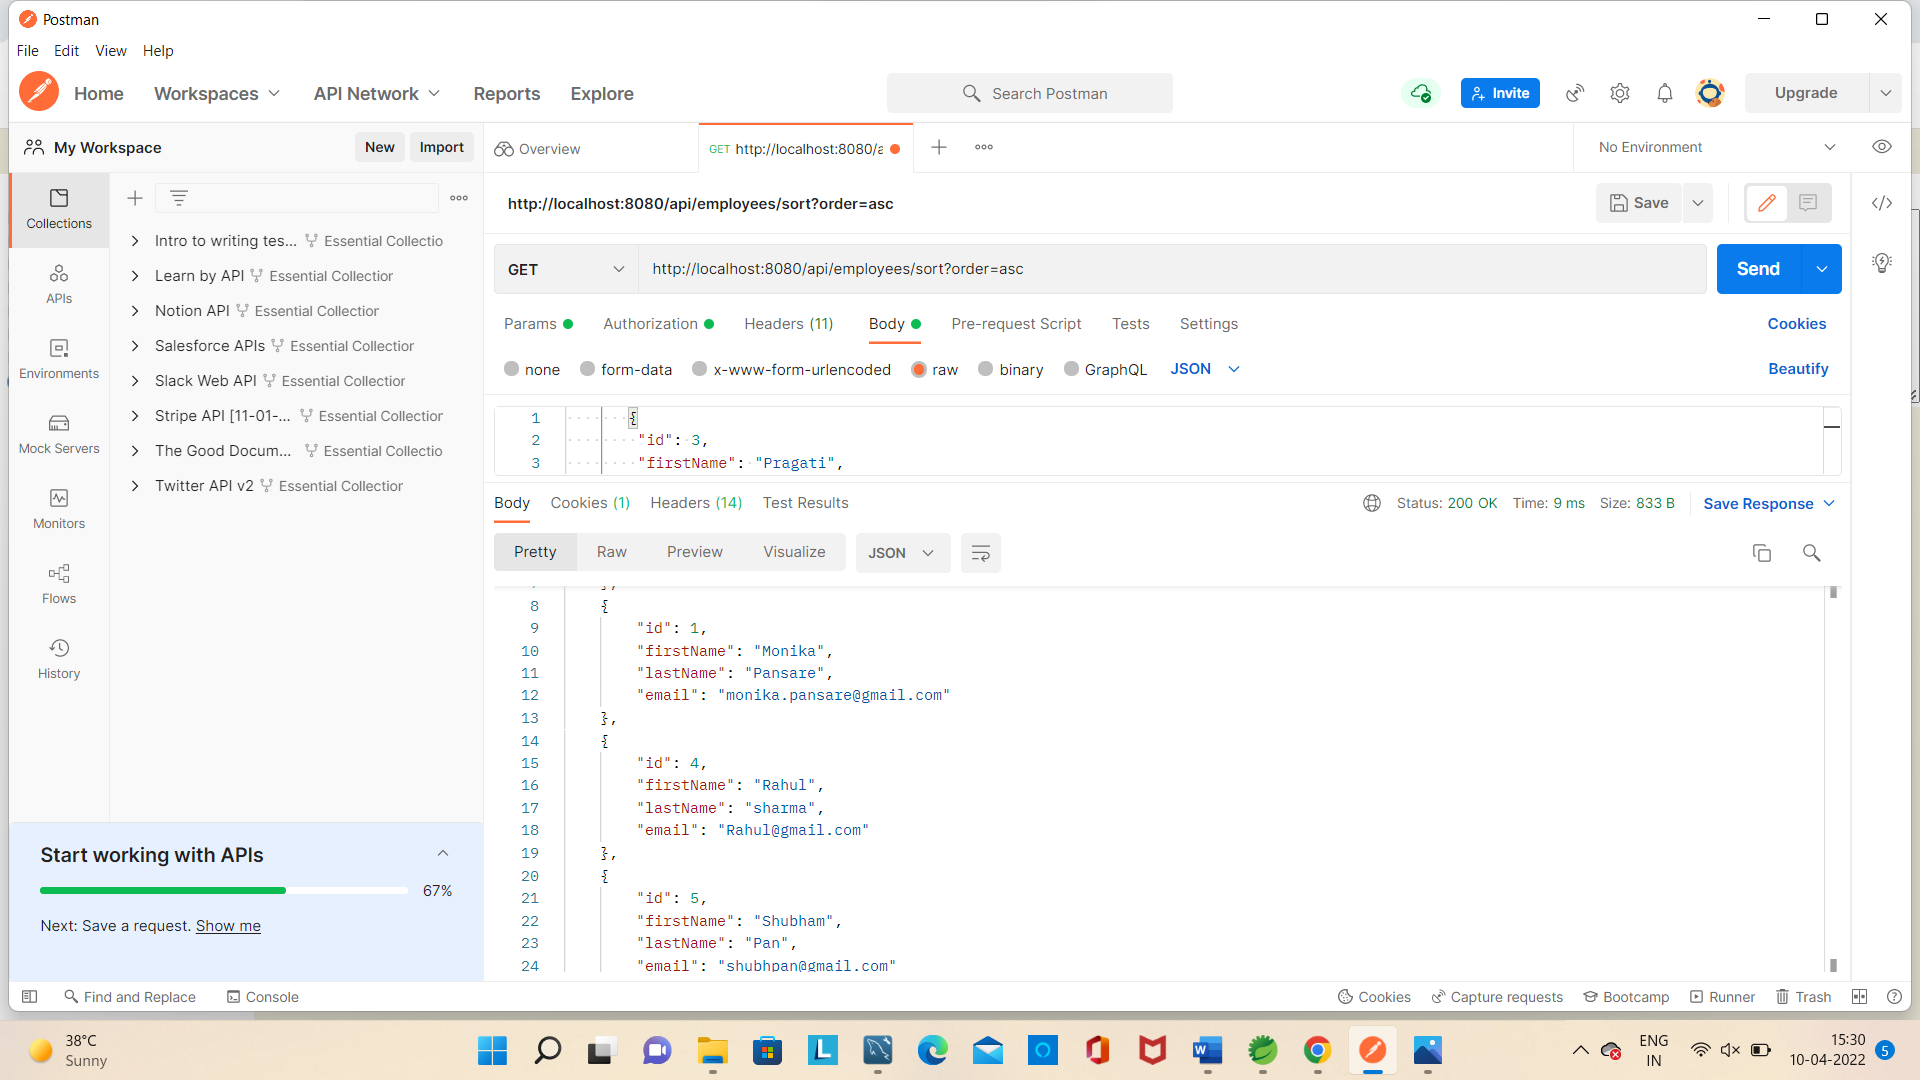 Postman
File Edit View Help
Home Workspaces API Network Reports Explore
Search Postman
Invite
Upgrade
My Workspace
New Import
Overview
GET http://localhost:8080/a
No Environment
Collections
APIs
Environments
Mock Servers
Monitors
Flows
History
Intro to writing tes... Essential Collectio
Learn by API Essential Collection
Notion API Essential Collection
Salesforce APIs Essential Collection
Slack Web API Essential Collection
Stripe API [11-01-... Essential Collection
The Good Docum... Essential Collectio
Twitter API v2 Essential Collection
http://localhost:8080/api/employees/sort?order=asc
Save
GET http://localhost:8080/api/employees/sort?order=asc
Send
Params Authorization Headers (11) Body Pre-request Script Tests Settings Cookies
none form-data x-www-form-urlencoded raw binary GraphQL JSON Beautify
1 {
2 "id": 3,
3 "firstName": "Pragati",
Body Cookies (1) Headers (14) Test Results
Status: 200 OK Time: 9 ms Size: 833 B Save Response
Pretty Raw Preview Visualize JSON
8 {
9 "id": 1,
10 "firstName": "Monika",
11 "lastName": "Pansare",
12 "email": "monika.pansare@gmail.com"
13 },
14 {
15 "id": 4,
16 "firstName": "Rahul",
17 "lastName": "sharma",
18 "email": "Rahul@gmail.com"
19 },
20 {
21 "id": 5,
22 "firstName": "Shubham",
23 "lastName": "Pan",
24 "email": "shubhpan@gmail.com"
Start working with APIs
67%
Next: Save a request. Show me
Find and Replace Console
Cookies Capture requests Bootcamp Runner Trash
38°C
Sunny
ENG
IN
15:30
10-04-2022
5